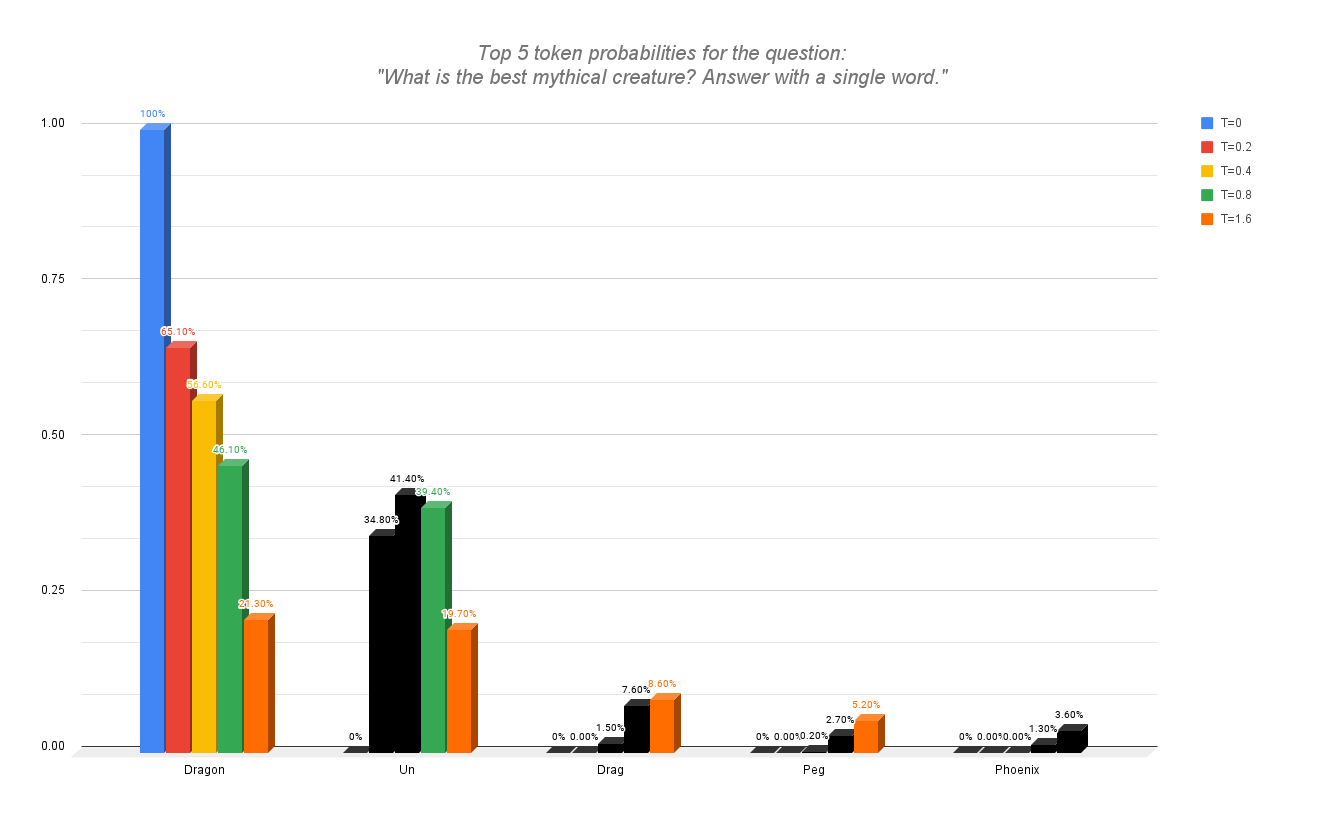 Top 5 token probabilities for the question:
"What is the best mythical creature? Answer with a single word."
1.00
0.75
0.50
0.25
0.00
100%
65.10%
56.60%
46.10%
21.30%
0%
34.80%
41.40%
39.40%
19.70%
0%
0.00%
1.50%
7.60%
8.60%
0%
0.00%
0.20%
2.70%
5.20%
0%
0.00%
0.00%
1.30%
3.60%
Dragon
Un
Drag
Peg
Phoenix
T=0
T=0.2
T=0.4
T=0.8
T=1.6